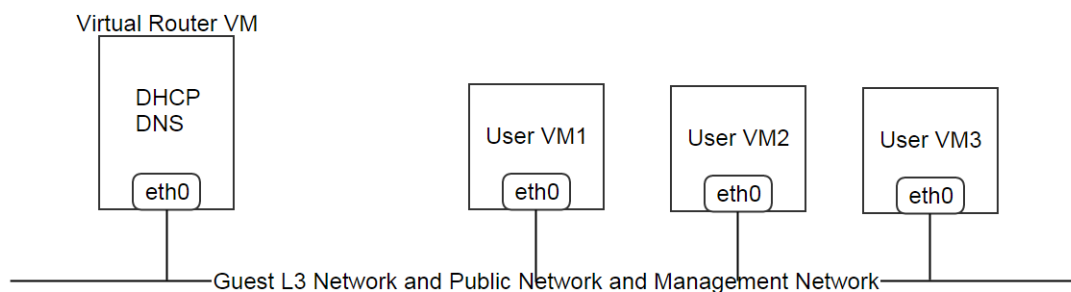 Virtual Router VM
DHCP
DNS
eth0
User VM1
eth0
User VM2
eth0
User VM3
eth0
Guest L3 Network and Public Network and Management Network